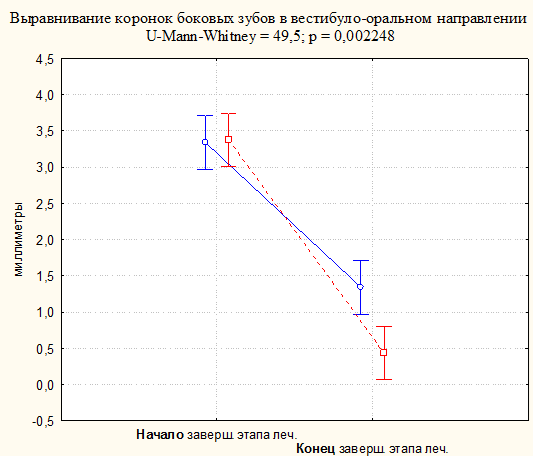 Выравнивание коронок боковых зубов в вестибуло-оральном направлении
U-Mann-Whitney = 49,5; p = 0,002248
4,5
4,0
3,5
3,0
2,5
2,0
1,5
1,0
0,5
0,0
-0,5
миллиметры
Начало заверш. этапа леч.
Конец заверш. этапа леч.